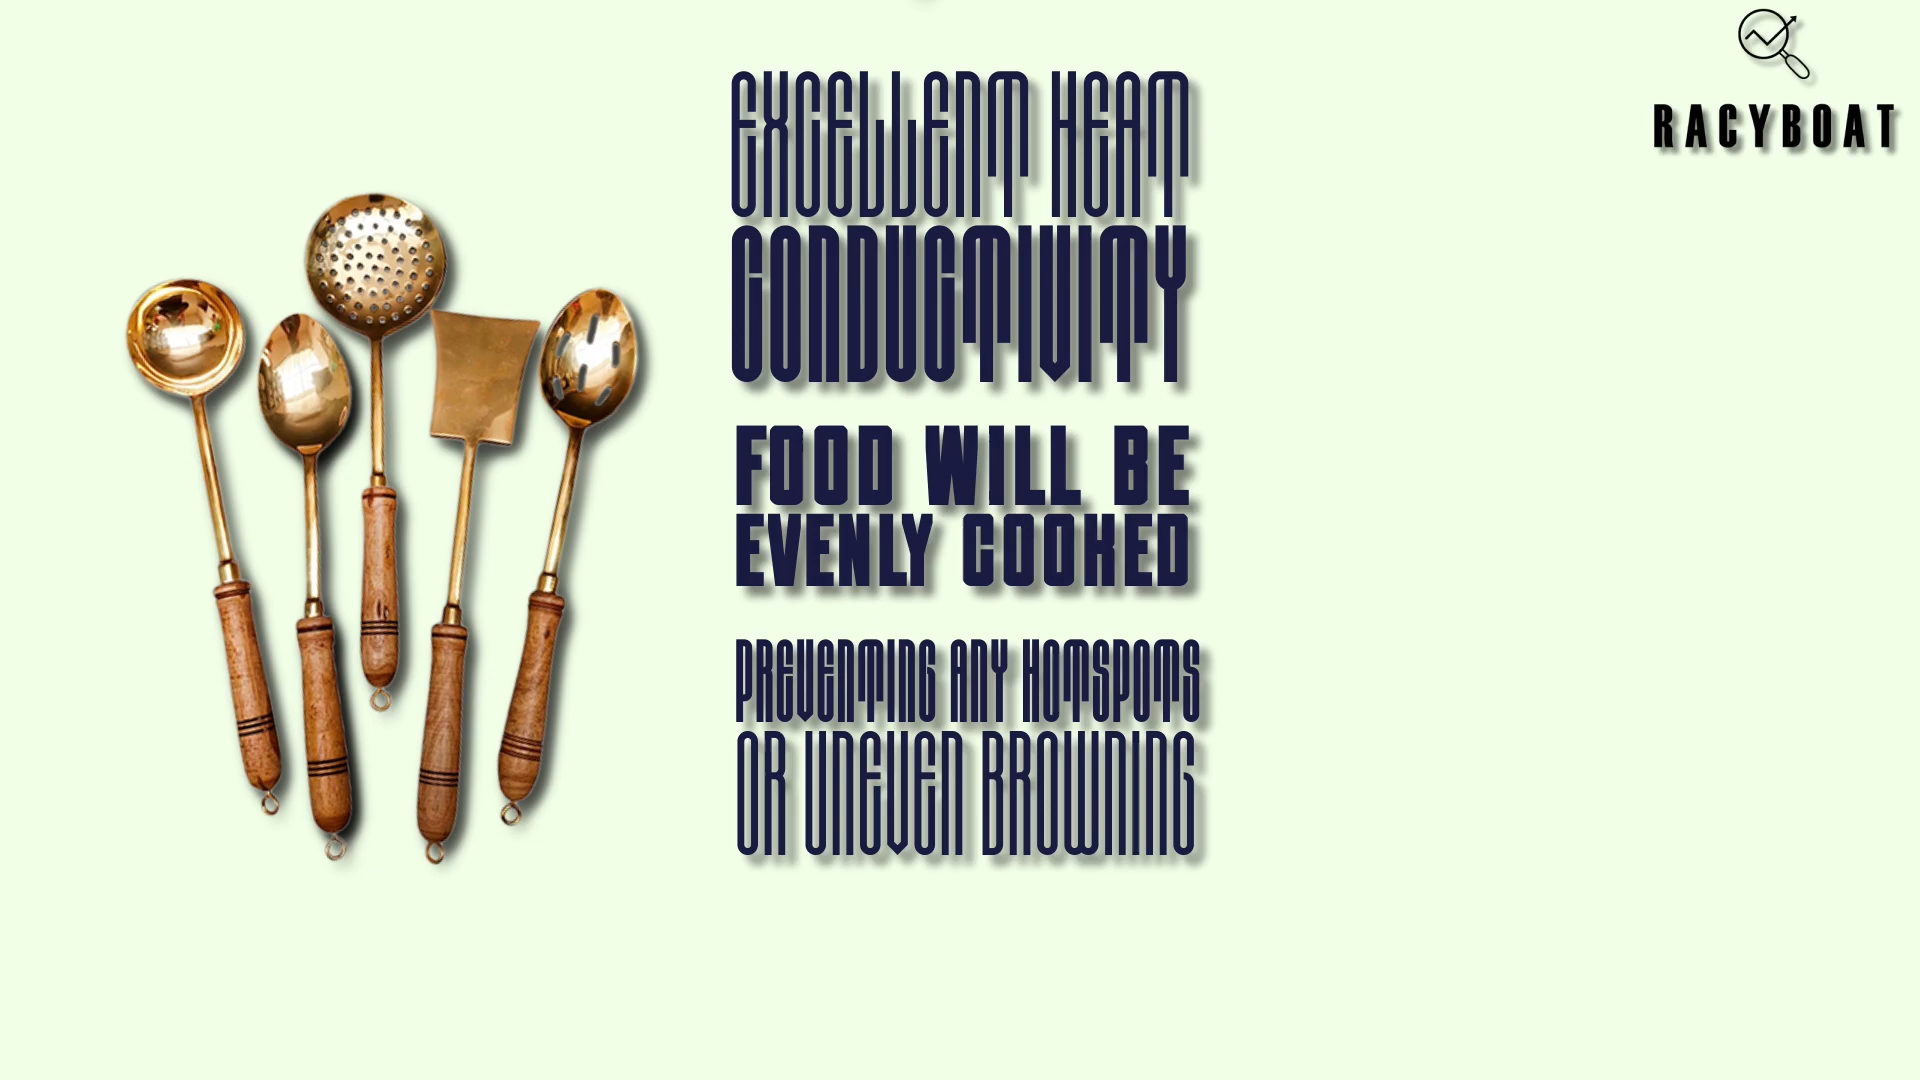 RACYBOAT
EXCELLENT HEAT
CONDUCTIVITY
FOOD WILL BE
EVENLY COOKED
PREVENTING ANY HOTSPOTS
OR UNEVEN BROWNING